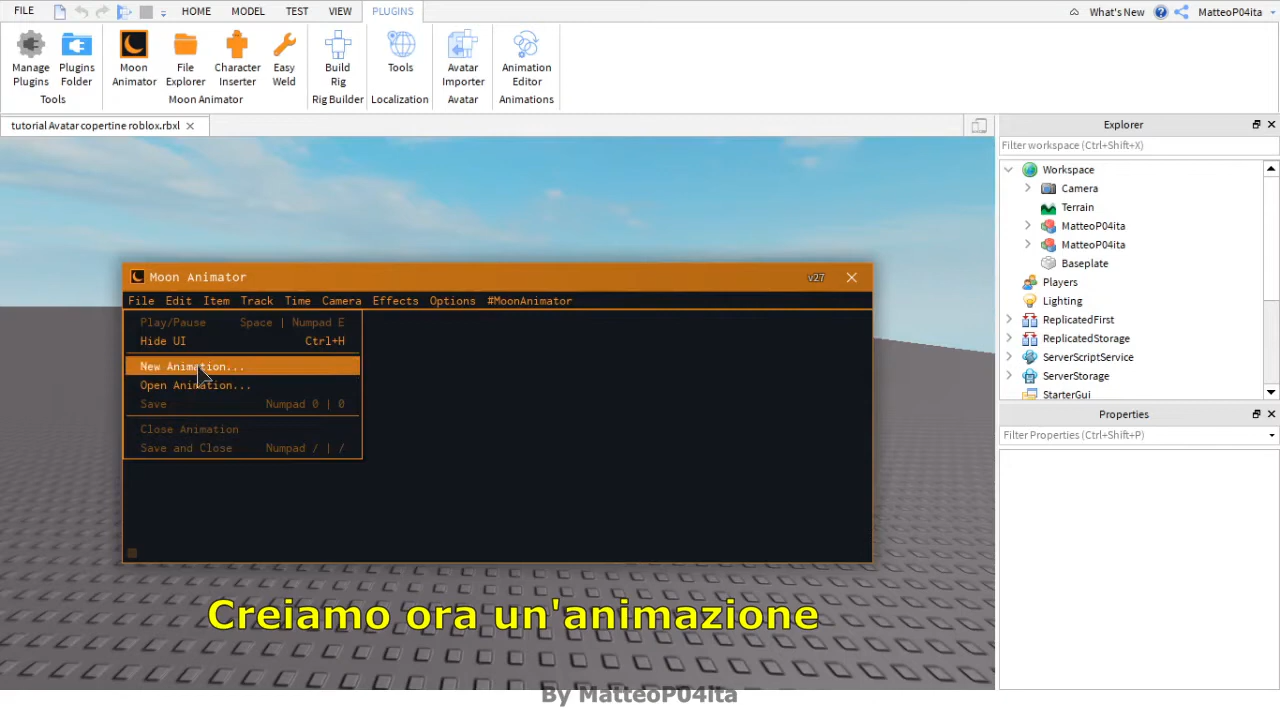 FILE
HOME
MODEL
TEST
VIEW
PLUGINS
What's New
MatteoP04ita
Manage
Plugins
Plugins
Folder
Tools
Moon
Animator
File
Explorer
Character
Inserter
Easy
Weld
Moon Animator
Build
Rig
Rig Builder
Tools
Localization
Avatar
Importer
Avatar
Animation
Editor
Animations
tutorial Avatar copertine roblox.rbxl
Explorer
Filter workspace (Ctrl+Shift+X)
Workspace
Camera
Terrain
MatteoP04ita
MatteoP04ita
Baseplate
Players
Lighting
ReplicatedFirst
ReplicatedStorage
ServerScriptService
ServerStorage
StarterGui
Properties
Filter Properties (Ctrl+Shift+P)
Moon Animator
v27
File Edit Item Track Time Camera Effects Options #MoonAnimator
Play/Pause Space | Numpad E
Hide UI Ctrl+H
New Animation...
Open Animation...
Save Numpad 0 | 0
Close Animation
Save and Close Numpad / | /
Creiamo ora un'animazione
By MatteoP04ita